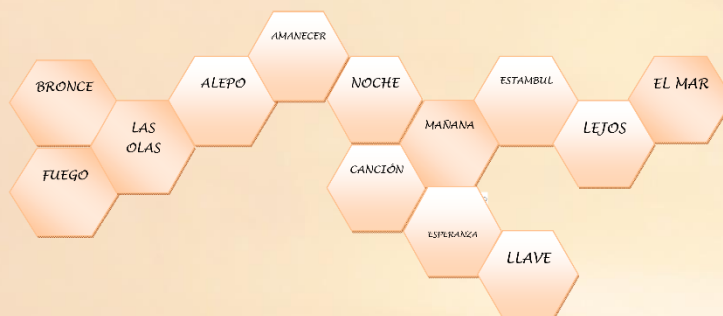 AMANECER
BRONCE
ALEPO
NOCHE
ESTAMBUL
EL MAR
LAS
OLAS
MAÑANA
LEJOS
FUEGO
CANCIÓN
ESPERANZA
LLAVE